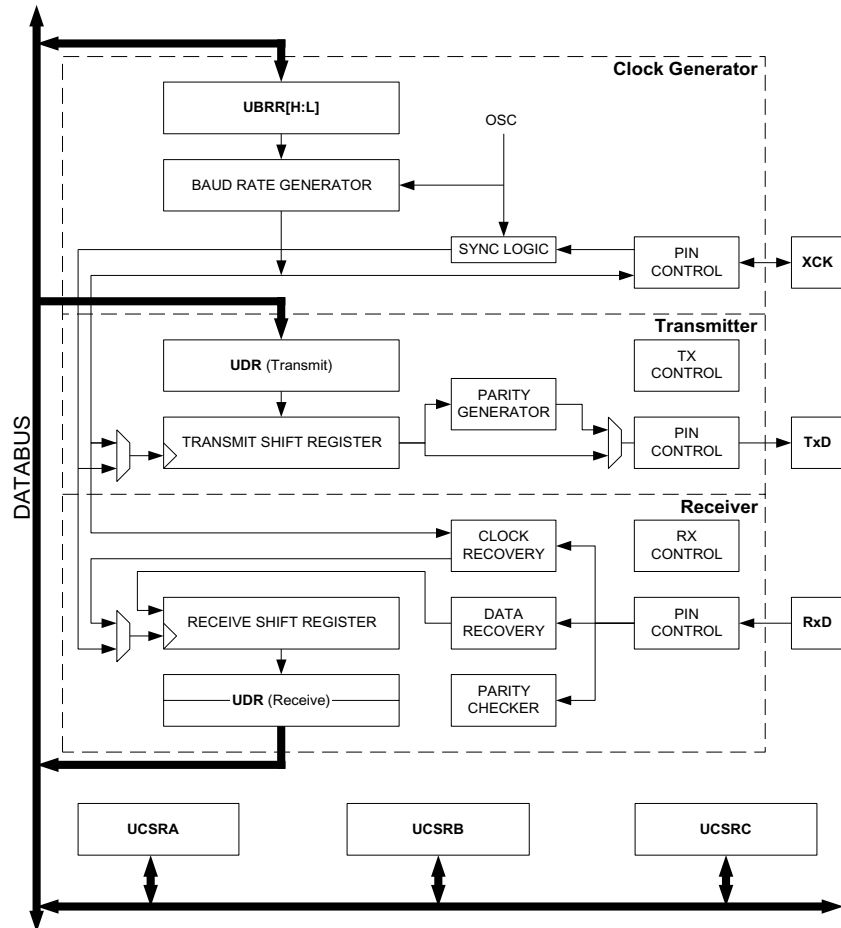 Clock Generator
UBRR[H:L]
OSC
BAUD RATE GENERATOR
SYNC LOGIC
PIN
CONTROL
XCK
Transmitter
UDR (Transmit)
TX
CONTROL
PARITY
GENERATOR
TRANSMIT SHIFT REGISTER
PIN
CONTROL
TxD
DATABUS
Receiver
CLOCK
RECOVERY
RX
CONTROL
RECEIVE SHIFT REGISTER
DATA
RECOVERY
PIN
CONTROL
RxD
UDR (Receive)
PARITY
CHECKER
UCSRA
UCSRB
UCSRC